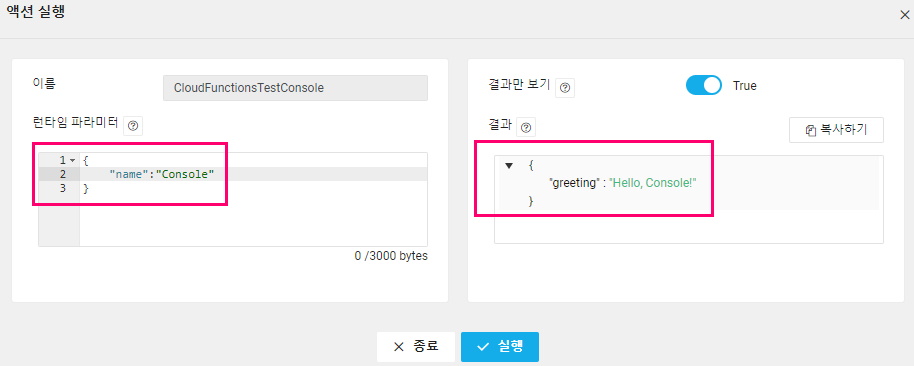 액션 실행
이름
CloudFunctionsTestConsole
런타임 파라미터
1 {
2 "name":"Console"
3 }
0 /3000 bytes
결과만 보기
True
결과
복사하기
{
"greeting" : "Hello, Console!"
}
종료
실행